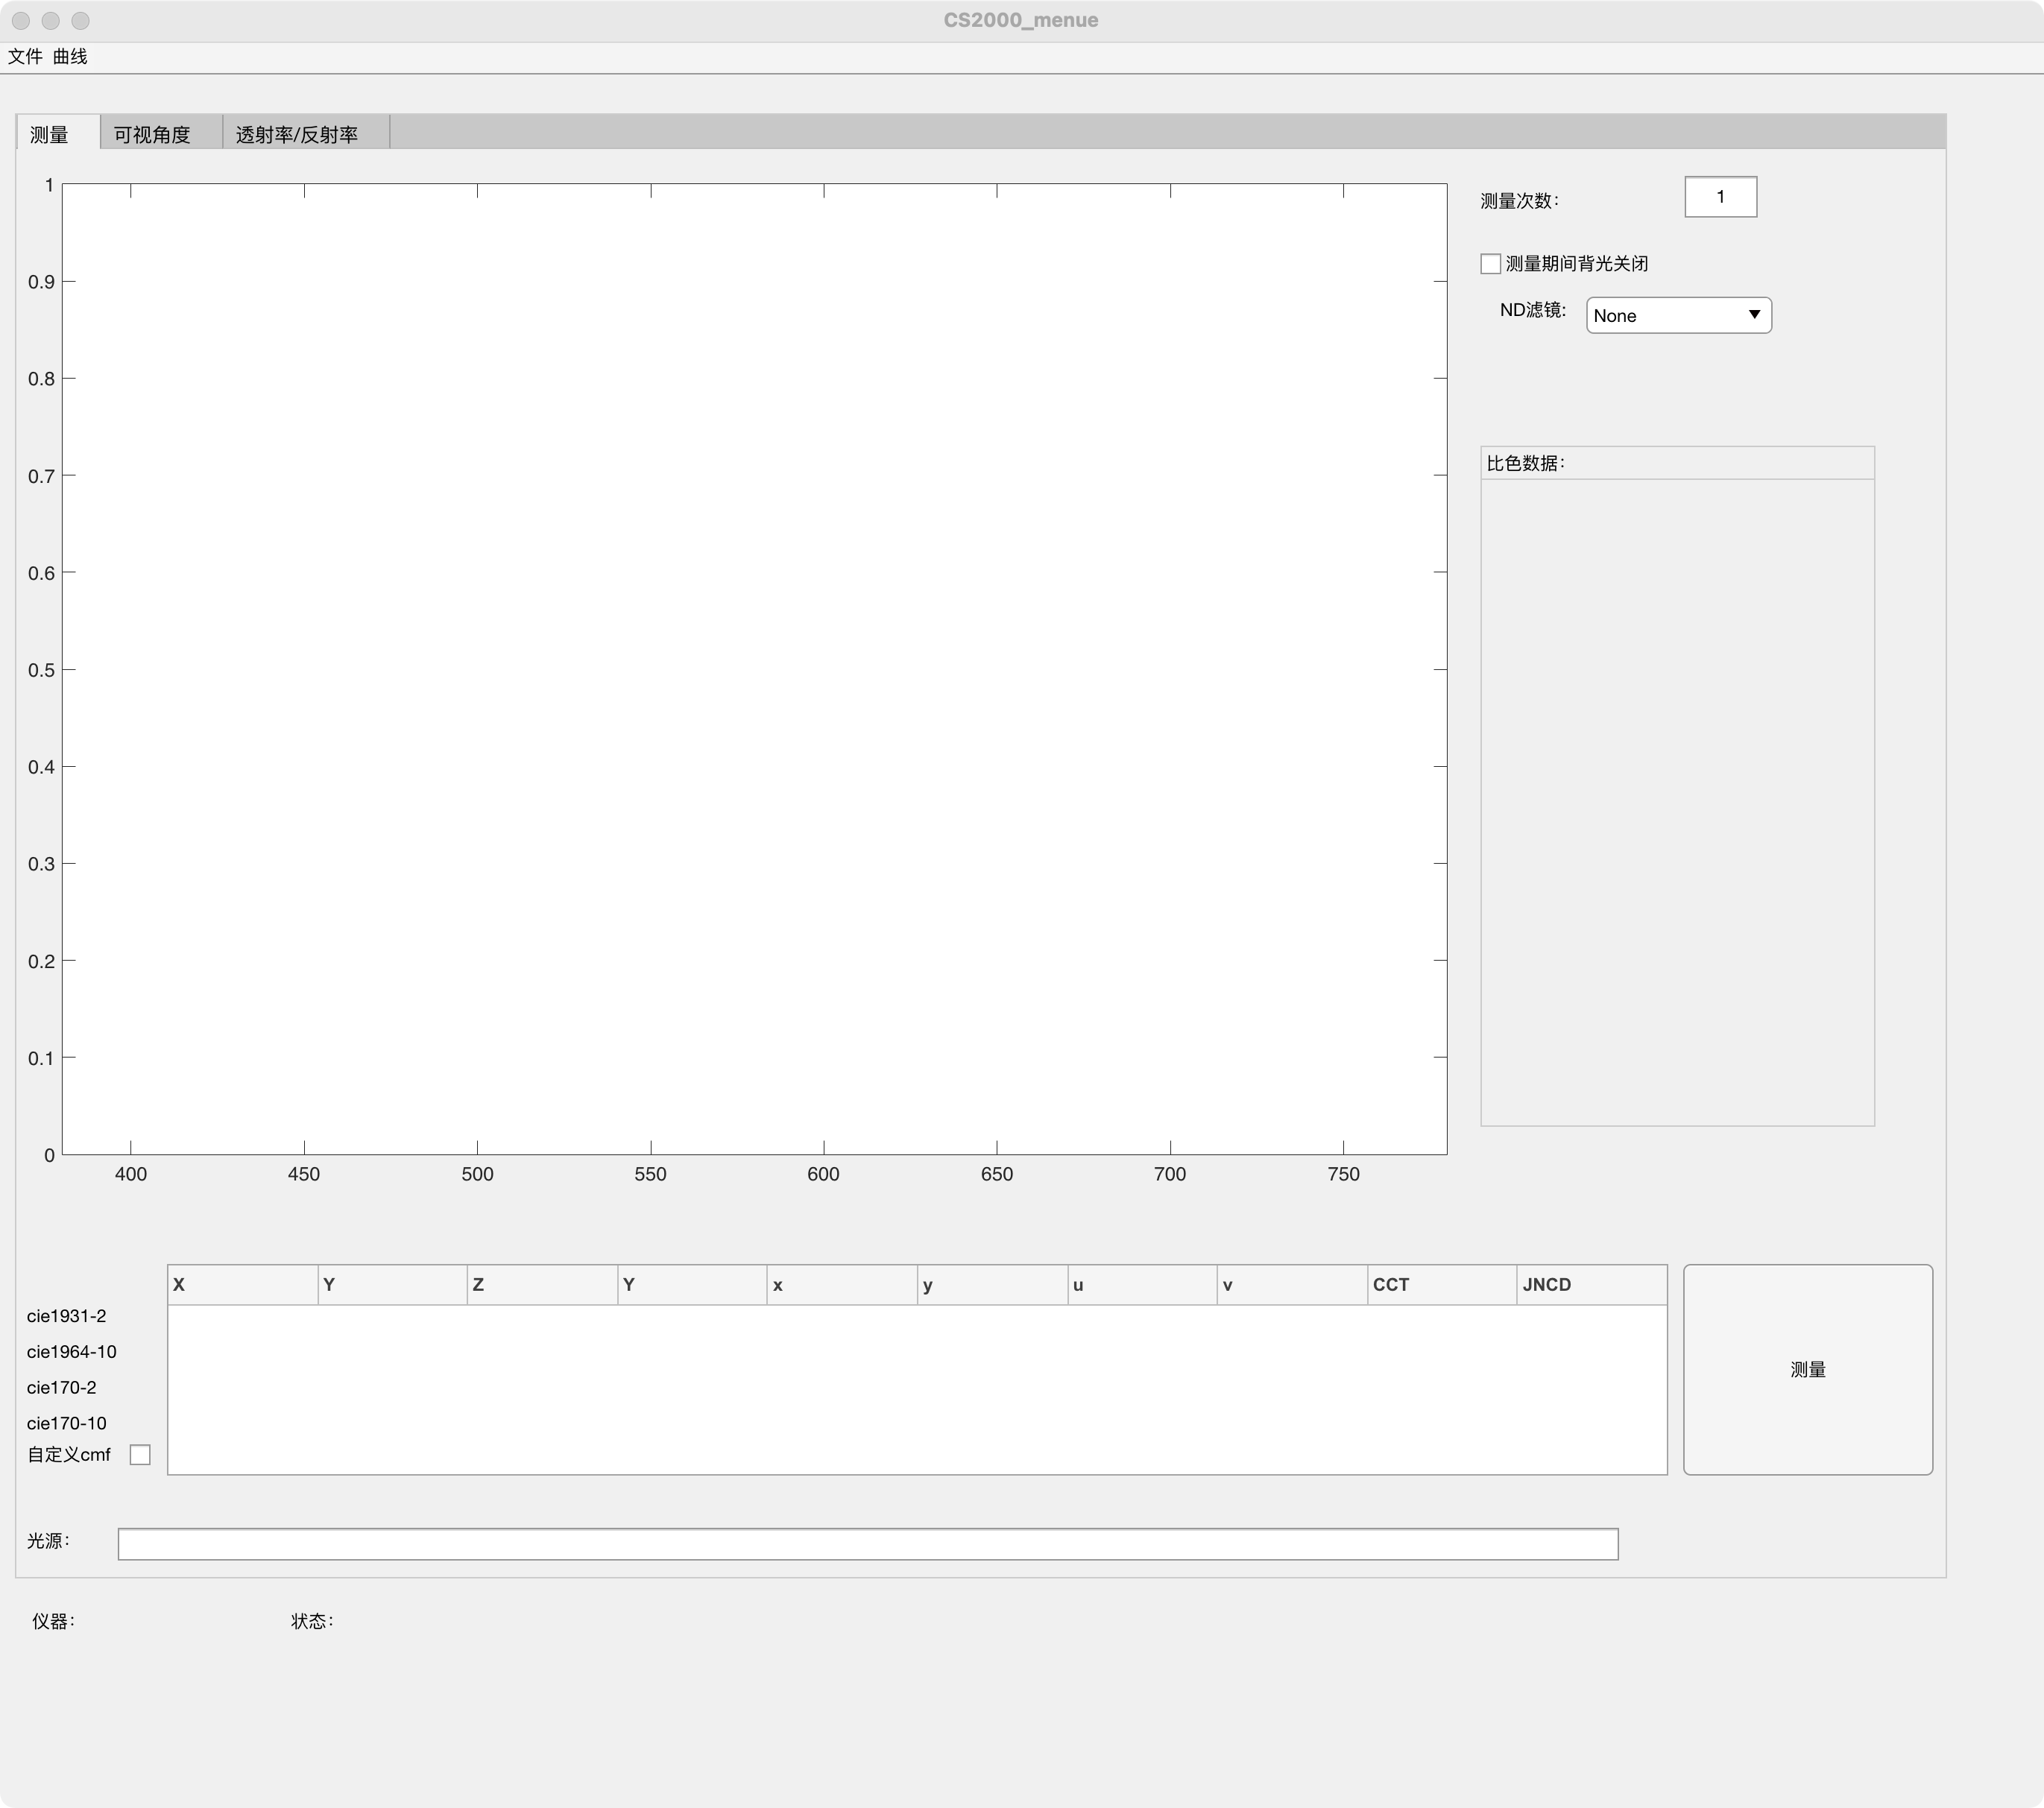 CS2000_menue
文件 曲线
测量 可视角度 透射率/反射率
1
0.9
0.8
0.7
0.6
0.5
0.4
0.3
0.2
0.1
0
400 450 500 550 600 650 700 750
测量次数： 1
测量期间背光关闭
ND滤镜: None
比色数据：
X Y Z Y x y u v CCT JNCD
cie1931-2
cie1964-10
cie170-2
cie170-10
自定义cmf
测量
光源：
仪器： 状态：